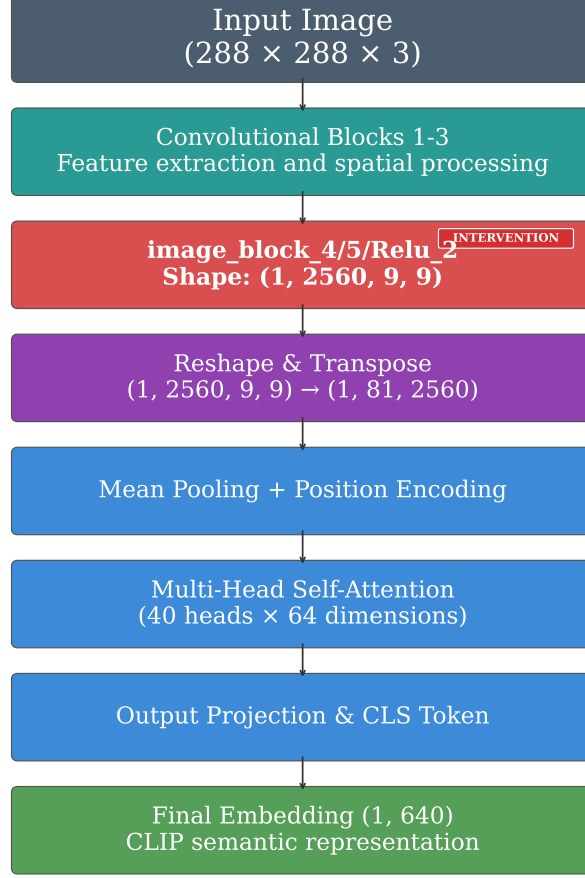 Input Image
(288 × 288 × 3)
Convolutional Blocks 1-3
Feature extraction and spatial processing
INTERVENTION
image_block_4/5/Relu_2
Shape: (1, 2560, 9, 9)
Reshape & Transpose
(1, 2560, 9, 9) → (1, 81, 2560)
Mean Pooling + Position Encoding
Multi-Head Self-Attention
(40 heads × 64 dimensions)
Output Projection & CLS Token
Final Embedding (1, 640)
CLIP semantic representation